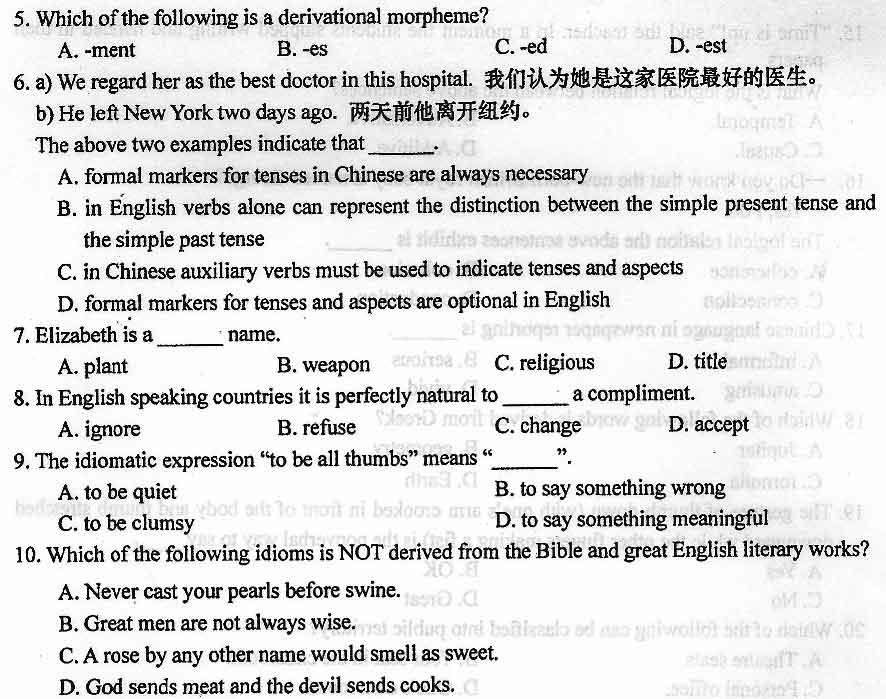 5. Which of the following is a derivational morpheme?
A. -ment B. -es C. -ed D. -est
6. a) We regard her as the best doctor in this hospital. 我们认为她是这家医院最好的医生。
b) He left New York two days ago. 两天前他离开纽约。
The above two examples indicate that ______.
A. formal markers for tenses in Chinese are always necessary
B. in English verbs alone can represent the distinction between the simple present tense and
the simple past tense
C. in Chinese auxiliary verbs must be used to indicate tenses and aspects
D. formal markers for tenses and aspects are optional in English
7. Elizabeth is a ______ name.
A. plant B. weapon C. religious D. title
8. In English speaking countries it is perfectly natural to ______ a compliment.
A. ignore B. refuse C. change D. accept
9. The idiomatic expression “to be all thumbs” means “______”.
A. to be quiet B. to say something wrong
C. to be clumsy D. to say something meaningful
10. Which of the following idioms is NOT derived from the Bible and great English literary works?
A. Never cast your pearls before swine.
B. Great men are not always wise.
C. A rose by any other name would smell as sweet.
D. God sends meat and the devil sends cooks.